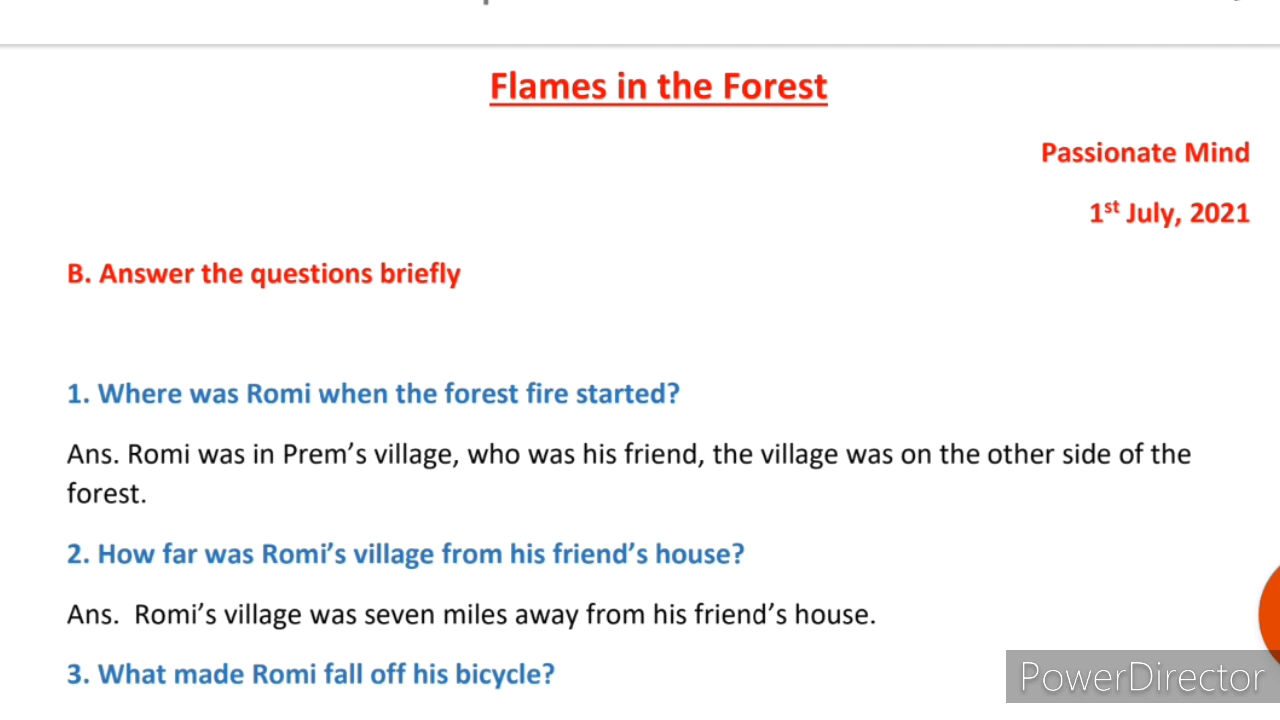 Flames in the Forest
Passionate Mind
1st July, 2021
B. Answer the questions briefly
1. Where was Romi when the forest fire started?
Ans. Romi was in Prem’s village, who was his friend, the village was on the other side of the
forest.
2. How far was Romi’s village from his friend’s house?
Ans.  Romi’s village was seven miles away from his friend’s house.
3. What made Romi fall off his bicycle?
PowerDirector